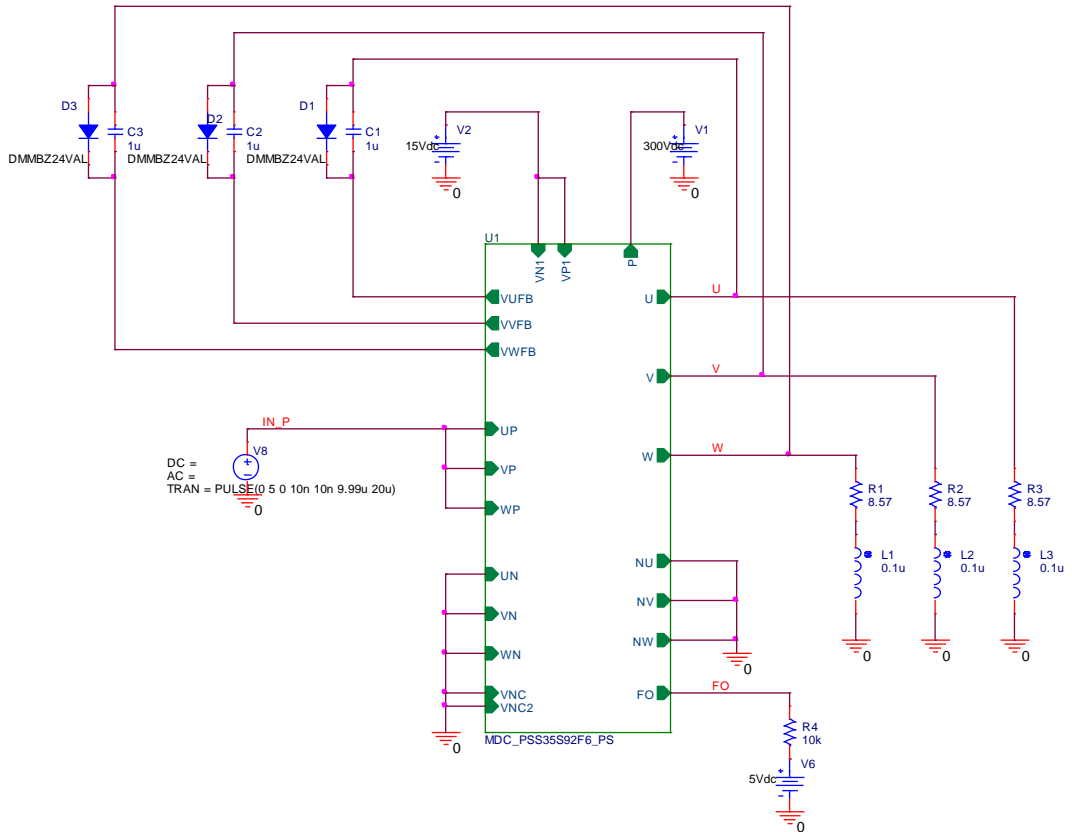 D3
C3
1u
DMMBZ24VAL
D2
C2
1u
DMMBZ24VAL
D1
C1
1u
DMMBZ24VAL
V2
15Vdc
+
-
0
V1
300Vdc
+
-
0
U1
VN1
VP1
P
VUFB
VVFB
VWFB
UP
VP
WP
UN
VN
WN
VNC
VNC2
U
V
W
NU
NV
NW
FO
MDC_PSS35S92F6_PS
IN_P
V8
+
-
DC =
AC =
TRAN = PULSE(0 5 0 10n 10n 9.99u 20u)
0
0
U
V
W
R1
8.57
R2
8.57
R3
8.57
L1
0.1u
L2
0.1u
L3
0.1u
0
0
0
0
FO
R4
10k
V6
5Vdc
+
-
0